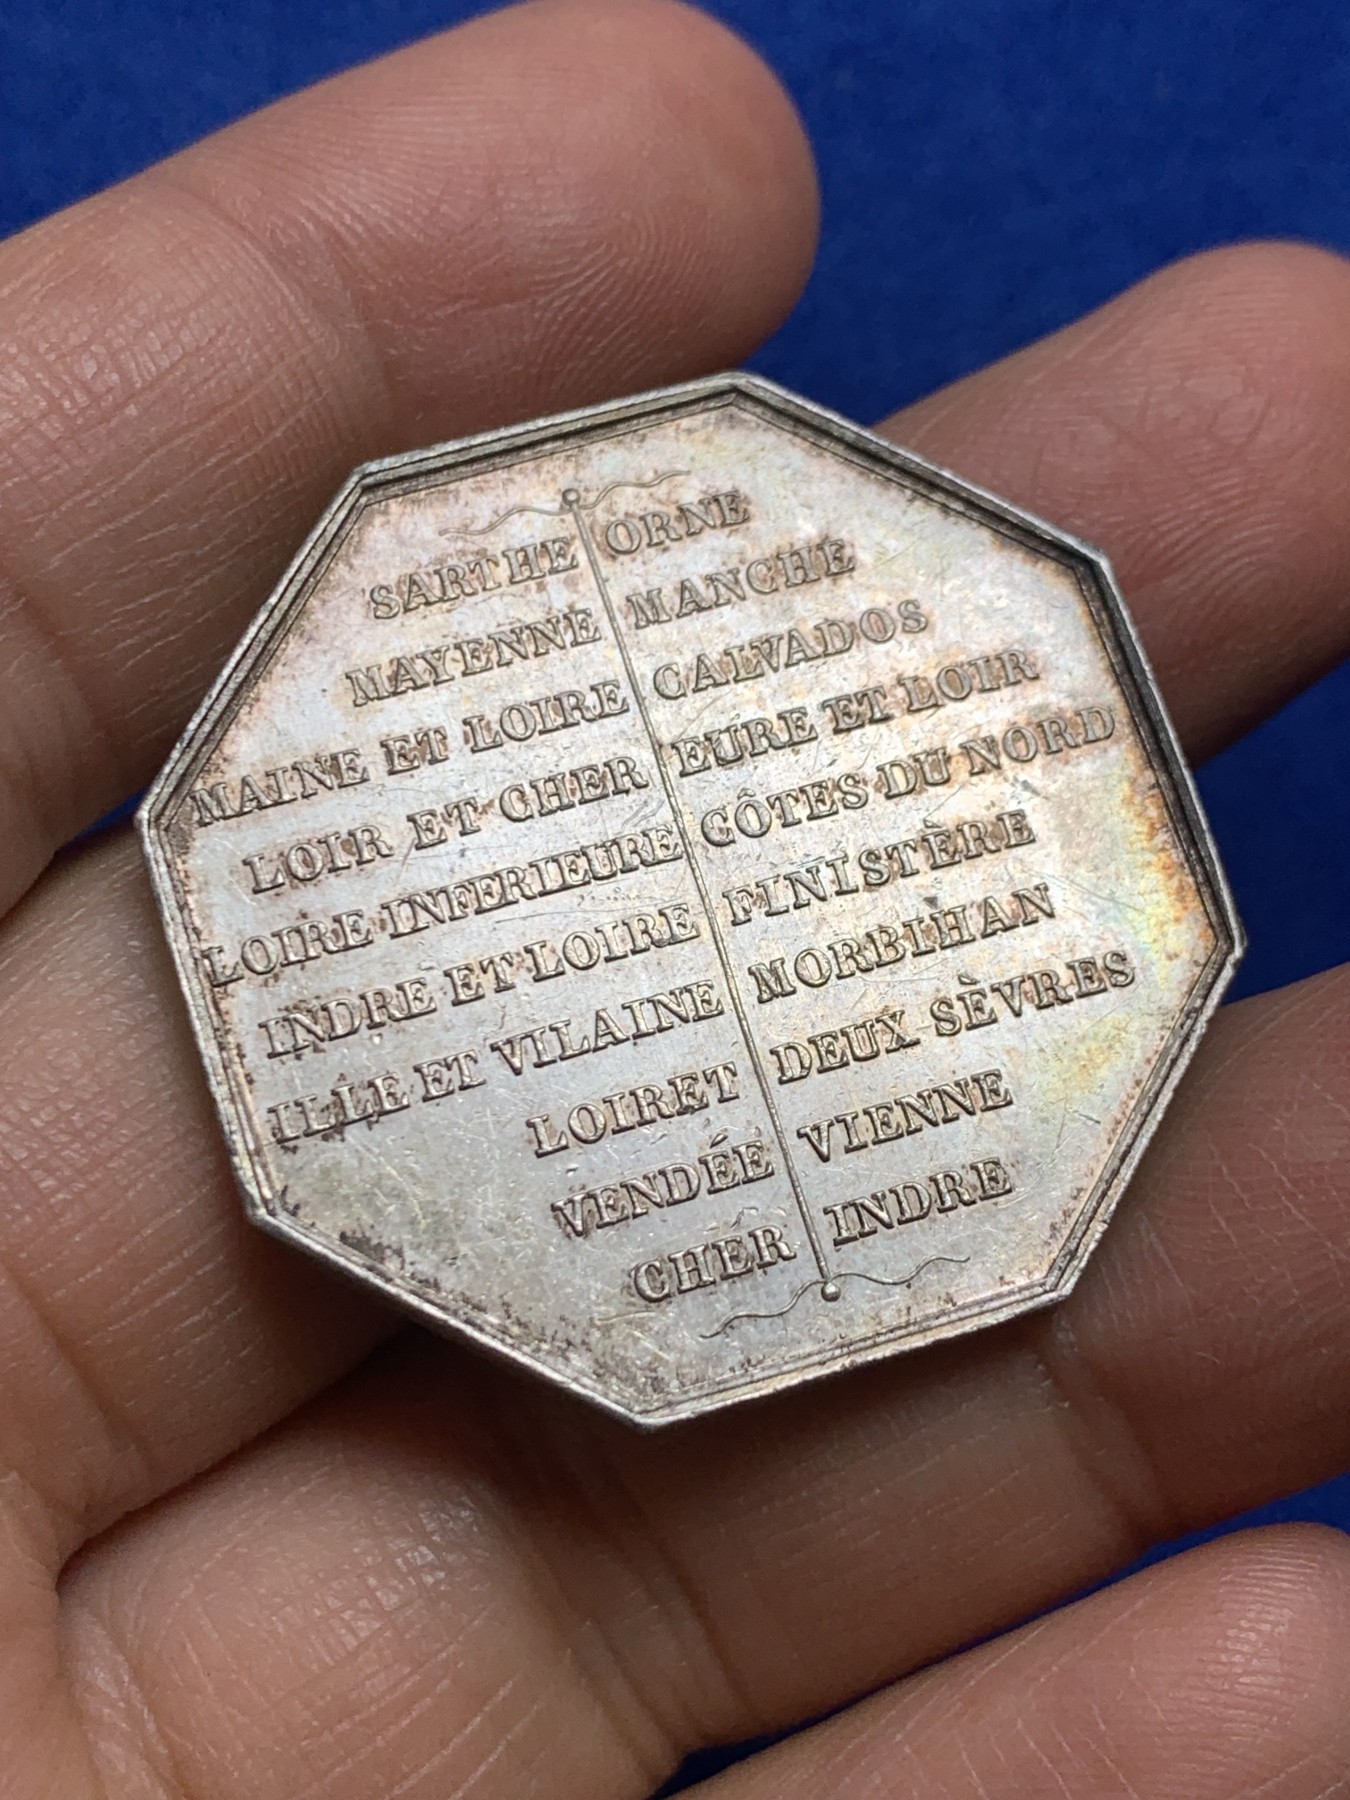 SARTHE ORNE
MAYENNE MANCHE
MAINE ET LOIRE CALVADOS
LOIR ET CHER EURE ET LOIR
LOIRE INFERIEURE CÔTES DU NORD
INDRE ET LOIRE FINISTÈRE
ILLE ET VILAINE MORBIHAN
LOIRET DEUX SÈVRES
VENDÉE VIENNE
CHER INDRE